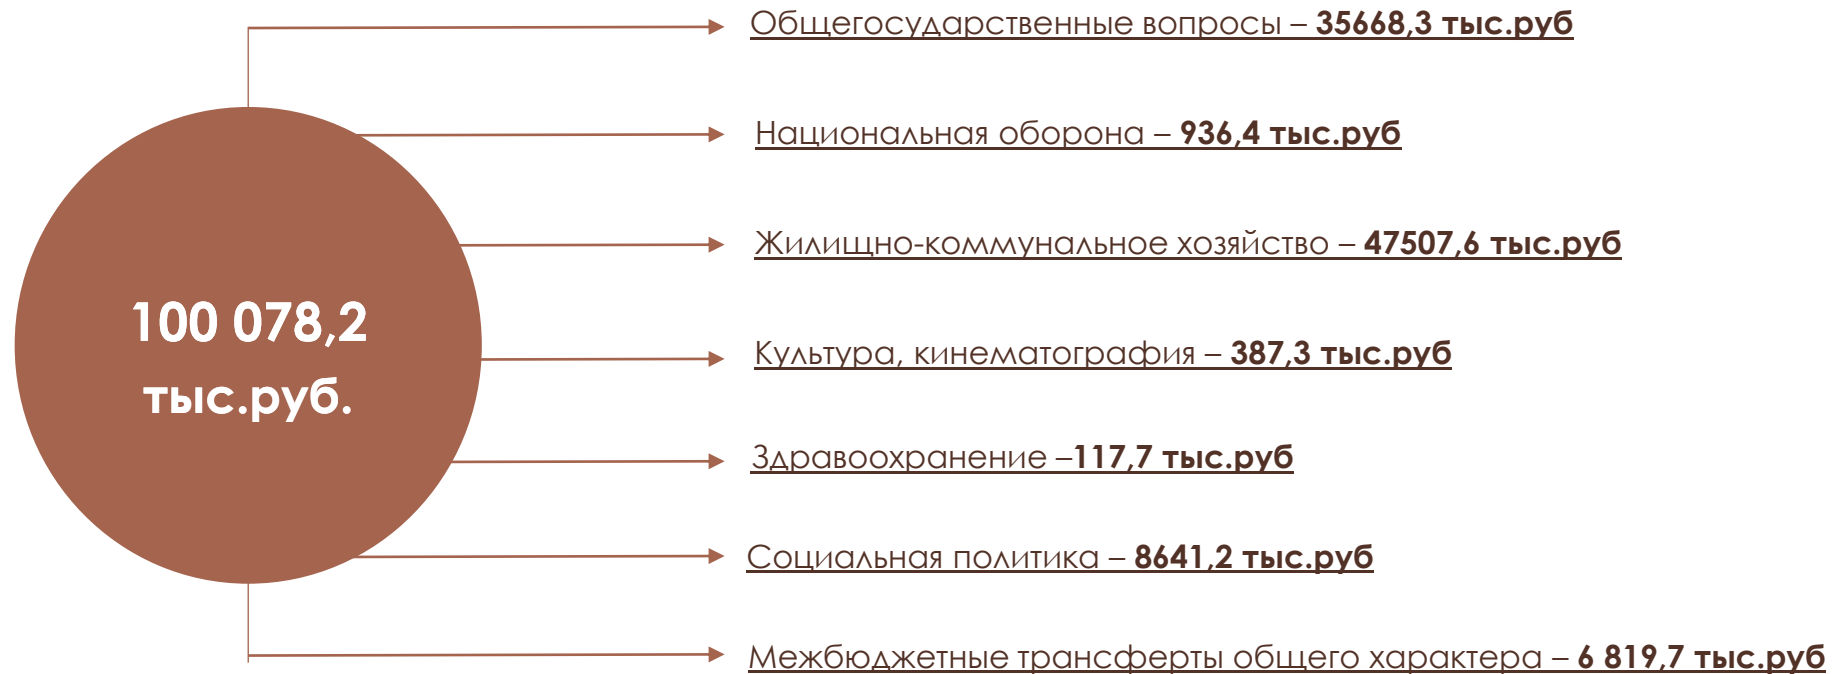 Общегосударственные вопросы – 35668,3 тыс.руб
Национальная оборона – 936,4 тыс.руб
Жилищно-коммунальное хозяйство – 47507,6 тыс.руб
100 078,2
тыс.руб.
Культура, кинематография – 387,3 тыс.руб
Здравоохранение –117,7 тыс.руб
Социальная политика – 8641,2 тыс.руб
Межбюджетные трансферты общего характера – 6 819,7 тыс.руб